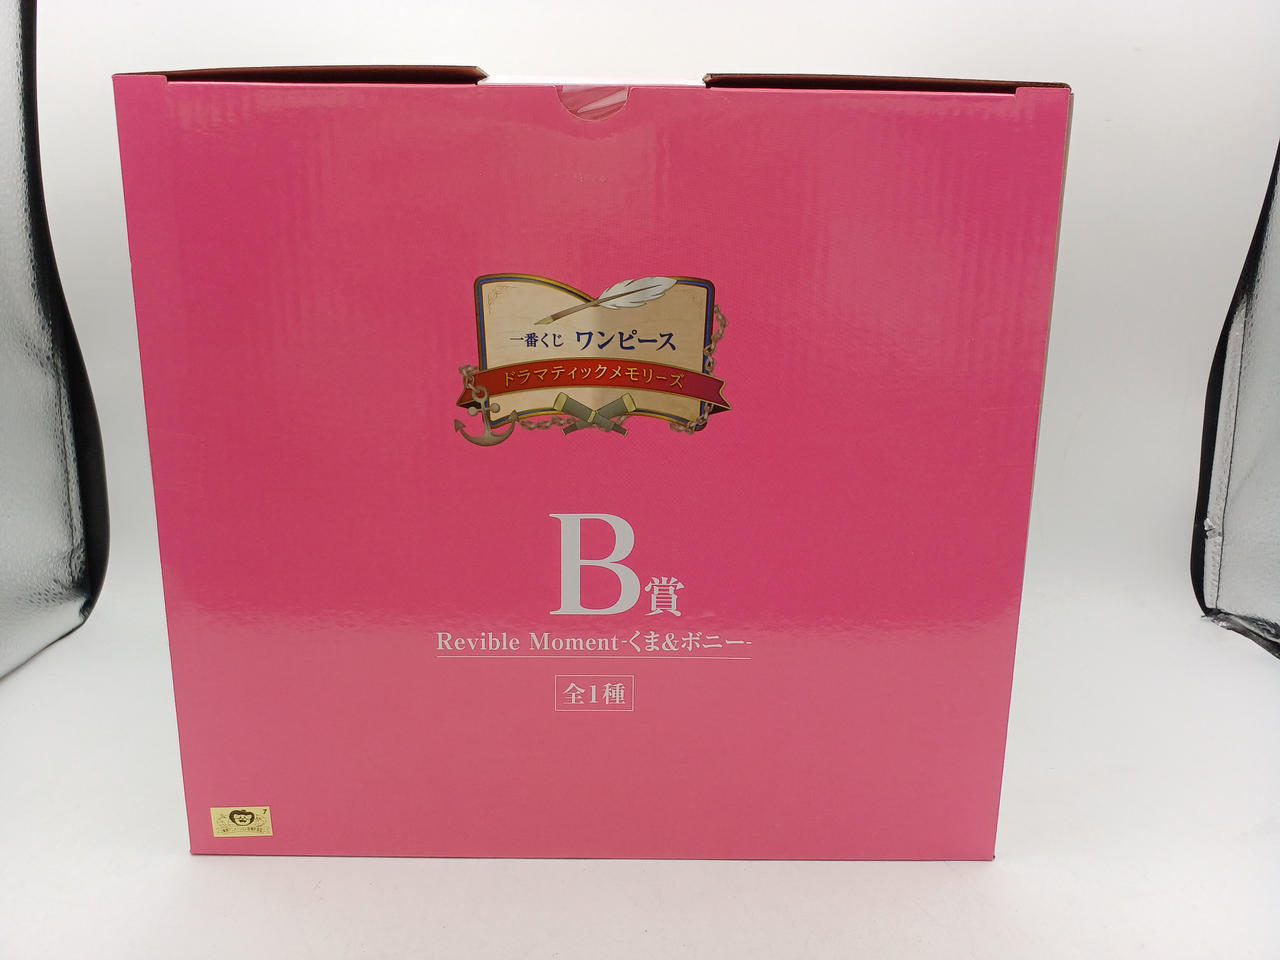 一番くじ ワンピース
ドラマティックメモリーズ
B賞
Revible Moment-くま&ボニー-
全1種
7